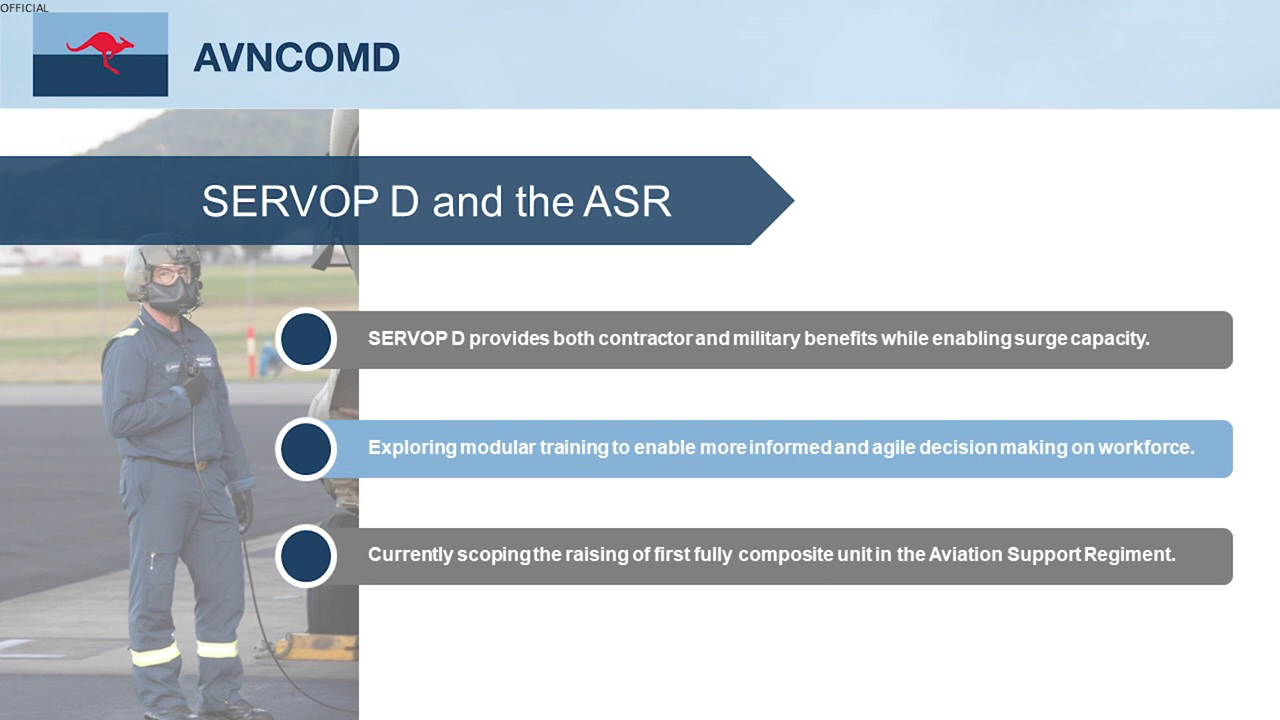 OFFICIAL
AVNCOMD
SERVOP D and the ASR
SERVOP D provides both contractor and military benefits while enabling surge capacity.
Exploring modular training to enable more informed and agile decision making on workforce.
Currently scoping the raising of first fully composite unit in the Aviation Support Regiment.